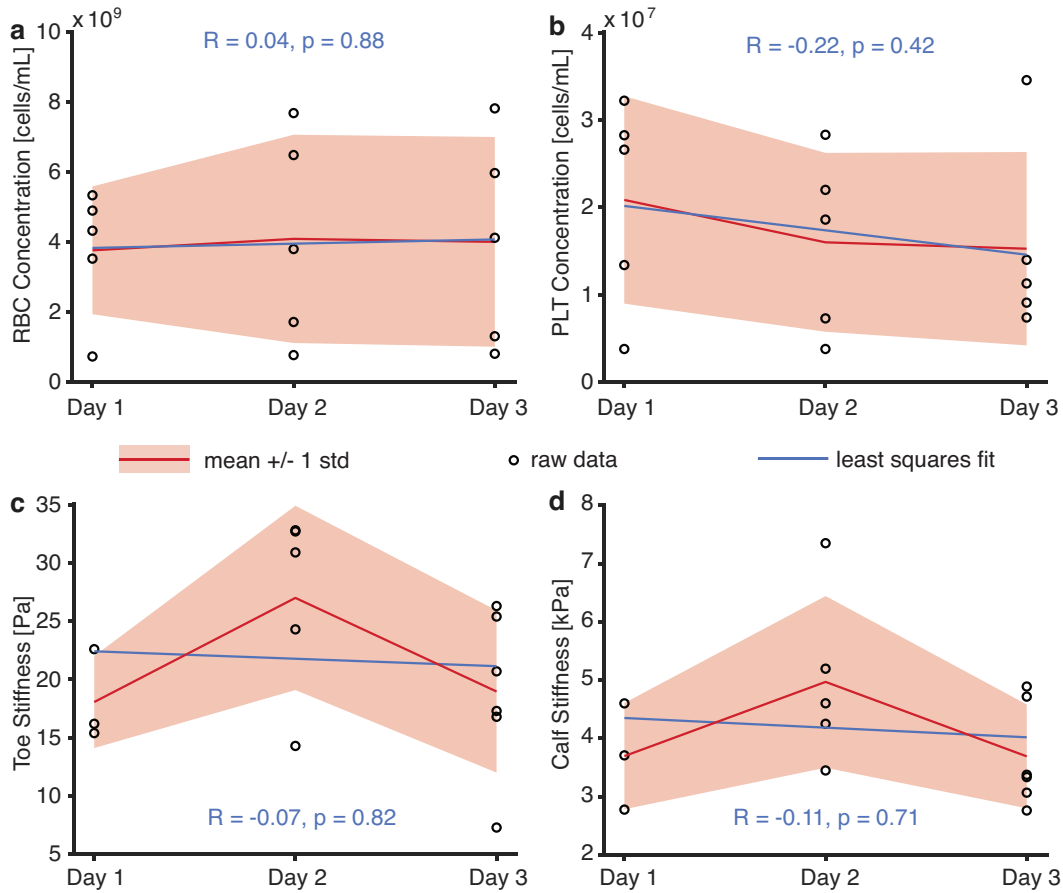 a
x10⁹
R = 0.04, p = 0.88
RBC Concentration [cells/mL]
10
8
6
4
2
0
Day 1
Day 2
Day 3
b
x10⁷
R = -0.22, p = 0.42
PLT Concentration [cells/mL]
4
3
2
1
0
Day 1
Day 2
Day 3
mean +/- 1 std
raw data
least squares fit
c
Toe Stiffness [Pa]
35
30
25
20
15
10
5
R = -0.07, p = 0.82
Day 1
Day 2
Day 3
d
Calf Stiffness [kPa]
8
7
6
5
4
3
2
R = -0.11, p = 0.71
Day 1
Day 2
Day 3